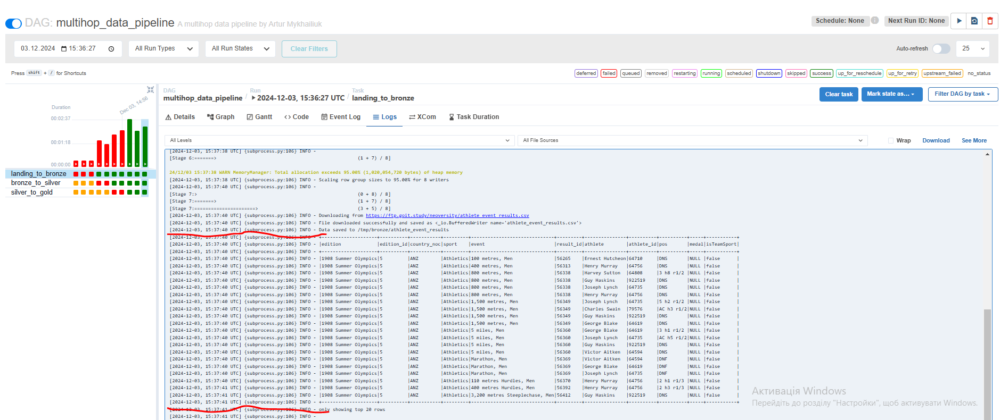 DAG: multihop_data_pipeline A multihop data pipeline by Artur Mykhailiuk
Schedule: None Next Run ID: None
03.12.2024 15:36:27 All Run Types All Run States Clear Filters
Auto-refresh 25
Press shift + / for Shortcuts
deferred failed queued removed restarting running scheduled shutdown skipped success up_for_reschedule up_for_retry upstream_failed no_status
Duration
Dec 03, 14:56
00:02:37
00:01:18
00:00:00
landing_to_bronze
bronze_to_silver
silver_to_gold
DAG Run Task
multihop_data_pipeline / 2024-12-03, 15:36:27 UTC / landing_to_bronze
Clear task Mark state as... Filter DAG by task
Details Graph Gantt Code Event Log Logs XCom Task Duration
All Levels All File Sources Wrap Download See More
[2024-12-03, 15:37:38 UTC] {subprocess.py:106} INFO -
[Stage 6:=======> (1 + 7) / 8]
24/12/03 15:37:38 WARN MemoryManager: Total allocation exceeds 95.00% (1,020,054,720 bytes) of heap memory
[2024-12-03, 15:37:38 UTC] {subprocess.py:106} INFO - Scaling row group sizes to 95.00% for 8 writers
[2024-12-03, 15:37:40 UTC] {subprocess.py:106} INFO -
[Stage 7:> (0 + 8) / 8]
[Stage 7:=======> (1 + 7) / 8]
[Stage 7:======================> (3 + 5) / 8]
[2024-12-03, 15:37:40 UTC] {subprocess.py:106} INFO - Downloading from https://ftp.goit.study/neoversity/athlete_event_results.csv
[2024-12-03, 15:37:40 UTC] {subprocess.py:106} INFO - File downloaded successfully and saved as <_io.BufferedWriter name='athlete_event_results.csv'>
[2024-12-03, 15:37:40 UTC] {subprocess.py:106} INFO - Data saved to /tmp/bronze/athlete_event_results
[2024-12-03, 15:37:40 UTC] {subprocess.py:106} INFO - +--------------------+----------+-----------+---------+------------------------------+---------+---------------+----------+----------+-----+-----------+
[2024-12-03, 15:37:40 UTC] {subprocess.py:106} INFO - |edition |edition_id|country_noc|sport |event |result_id|athlete |athlete_id|pos |medal|isTeamSport|
[2024-12-03, 15:37:40 UTC] {subprocess.py:106} INFO - +--------------------+----------+-----------+---------+------------------------------+---------+---------------+----------+----------+-----+-----------+
[2024-12-03, 15:37:40 UTC] {subprocess.py:106} INFO - |1908 Summer Olympics|5 |ANZ |Athletics|100 metres, Men |56265 |Ernest Hutcheon|64710 |DNS |NULL |false |
[2024-12-03, 15:37:40 UTC] {subprocess.py:106} INFO - |1908 Summer Olympics|5 |ANZ |Athletics|400 metres, Men |56313 |Henry Murray |64756 |DNS |NULL |false |
[2024-12-03, 15:37:40 UTC] {subprocess.py:106} INFO - |1908 Summer Olympics|5 |ANZ |Athletics|800 metres, Men |56338 |Harvey Sutton |64808 |3 h8 r1/2 |NULL |false |
[2024-12-03, 15:37:40 UTC] {subprocess.py:106} INFO - |1908 Summer Olympics|5 |ANZ |Athletics|800 metres, Men |56338 |Guy Haskins |922519 |DNS |NULL |false |
[2024-12-03, 15:37:40 UTC] {subprocess.py:106} INFO - |1908 Summer Olympics|5 |ANZ |Athletics|800 metres, Men |56338 |Joseph Lynch |64735 |DNS |NULL |false |
[2024-12-03, 15:37:40 UTC] {subprocess.py:106} INFO - |1908 Summer Olympics|5 |ANZ |Athletics|800 metres, Men |56338 |Henry Murray |64756 |DNS |NULL |false |
[2024-12-03, 15:37:40 UTC] {subprocess.py:106} INFO - |1908 Summer Olympics|5 |ANZ |Athletics|1,500 metres, Men |56349 |Joseph Lynch |64735 |5 h2 r1/2 |NULL |false |
[2024-12-03, 15:37:40 UTC] {subprocess.py:106} INFO - |1908 Summer Olympics|5 |ANZ |Athletics|1,500 metres, Men |56349 |Charles Swain |79576 |AC h3 r1/2|NULL |false |
[2024-12-03, 15:37:40 UTC] {subprocess.py:106} INFO - |1908 Summer Olympics|5 |ANZ |Athletics|1,500 metres, Men |56349 |Guy Haskins |922519 |DNS |NULL |false |
[2024-12-03, 15:37:40 UTC] {subprocess.py:106} INFO - |1908 Summer Olympics|5 |ANZ |Athletics|1,500 metres, Men |56349 |George Blake |64619 |DNS |NULL |false |
[2024-12-03, 15:37:40 UTC] {subprocess.py:106} INFO - |1908 Summer Olympics|5 |ANZ |Athletics|5 miles, Men |56360 |George Blake |64619 |3 h1 r1/2 |NULL |false |
[2024-12-03, 15:37:40 UTC] {subprocess.py:106} INFO - |1908 Summer Olympics|5 |ANZ |Athletics|5 miles, Men |56360 |Joseph Lynch |64735 |AC h5 r1/2|NULL |false |
[2024-12-03, 15:37:40 UTC] {subprocess.py:106} INFO - |1908 Summer Olympics|5 |ANZ |Athletics|5 miles, Men |56360 |Guy Haskins |922519 |DNS |NULL |false |
[2024-12-03, 15:37:40 UTC] {subprocess.py:106} INFO - |1908 Summer Olympics|5 |ANZ |Athletics|5 miles, Men |56360 |Victor Aitken |64594 |DNS |NULL |false |
[2024-12-03, 15:37:40 UTC] {subprocess.py:106} INFO - |1908 Summer Olympics|5 |ANZ |Athletics|Marathon, Men |56369 |Victor Aitken |64594 |DNF |NULL |false |
[2024-12-03, 15:37:40 UTC] {subprocess.py:106} INFO - |1908 Summer Olympics|5 |ANZ |Athletics|Marathon, Men |56369 |George Blake |64619 |DNF |NULL |false |
[2024-12-03, 15:37:40 UTC] {subprocess.py:106} INFO - |1908 Summer Olympics|5 |ANZ |Athletics|Marathon, Men |56369 |Joseph Lynch |64735 |DNF |NULL |false |
[2024-12-03, 15:37:40 UTC] {subprocess.py:106} INFO - |1908 Summer Olympics|5 |ANZ |Athletics|110 metres Hurdles, Men |56370 |Henry Murray |64756 |2 h1 r1/3 |NULL |false |
[2024-12-03, 15:37:41 UTC] {subprocess.py:106} INFO - |1908 Summer Olympics|5 |ANZ |Athletics|400 metres Hurdles, Men |56392 |Henry Murray |64756 |2 h3 r1/3 |NULL |false |
[2024-12-03, 15:37:41 UTC] {subprocess.py:106} INFO - |1908 Summer Olympics|5 |ANZ |Athletics|3,200 metres Steeplechase, Men|56412 |Guy Haskins |922519 |DNS |NULL |false |
[2024-12-03, 15:37:41 UTC] {subprocess.py:106} INFO - +--------------------+----------+-----------+---------+------------------------------+---------+---------------+----------+----------+-----+-----------+
[2024-12-03, 15:37:41 UTC] {subprocess.py:106} INFO - only showing top 20 rows
[2024-12-03, 15:37:41 UTC] {subprocess.py:106} INFO -
Активація Windows
Перейдіть до розділу "Настройки", щоб активувати Windows.